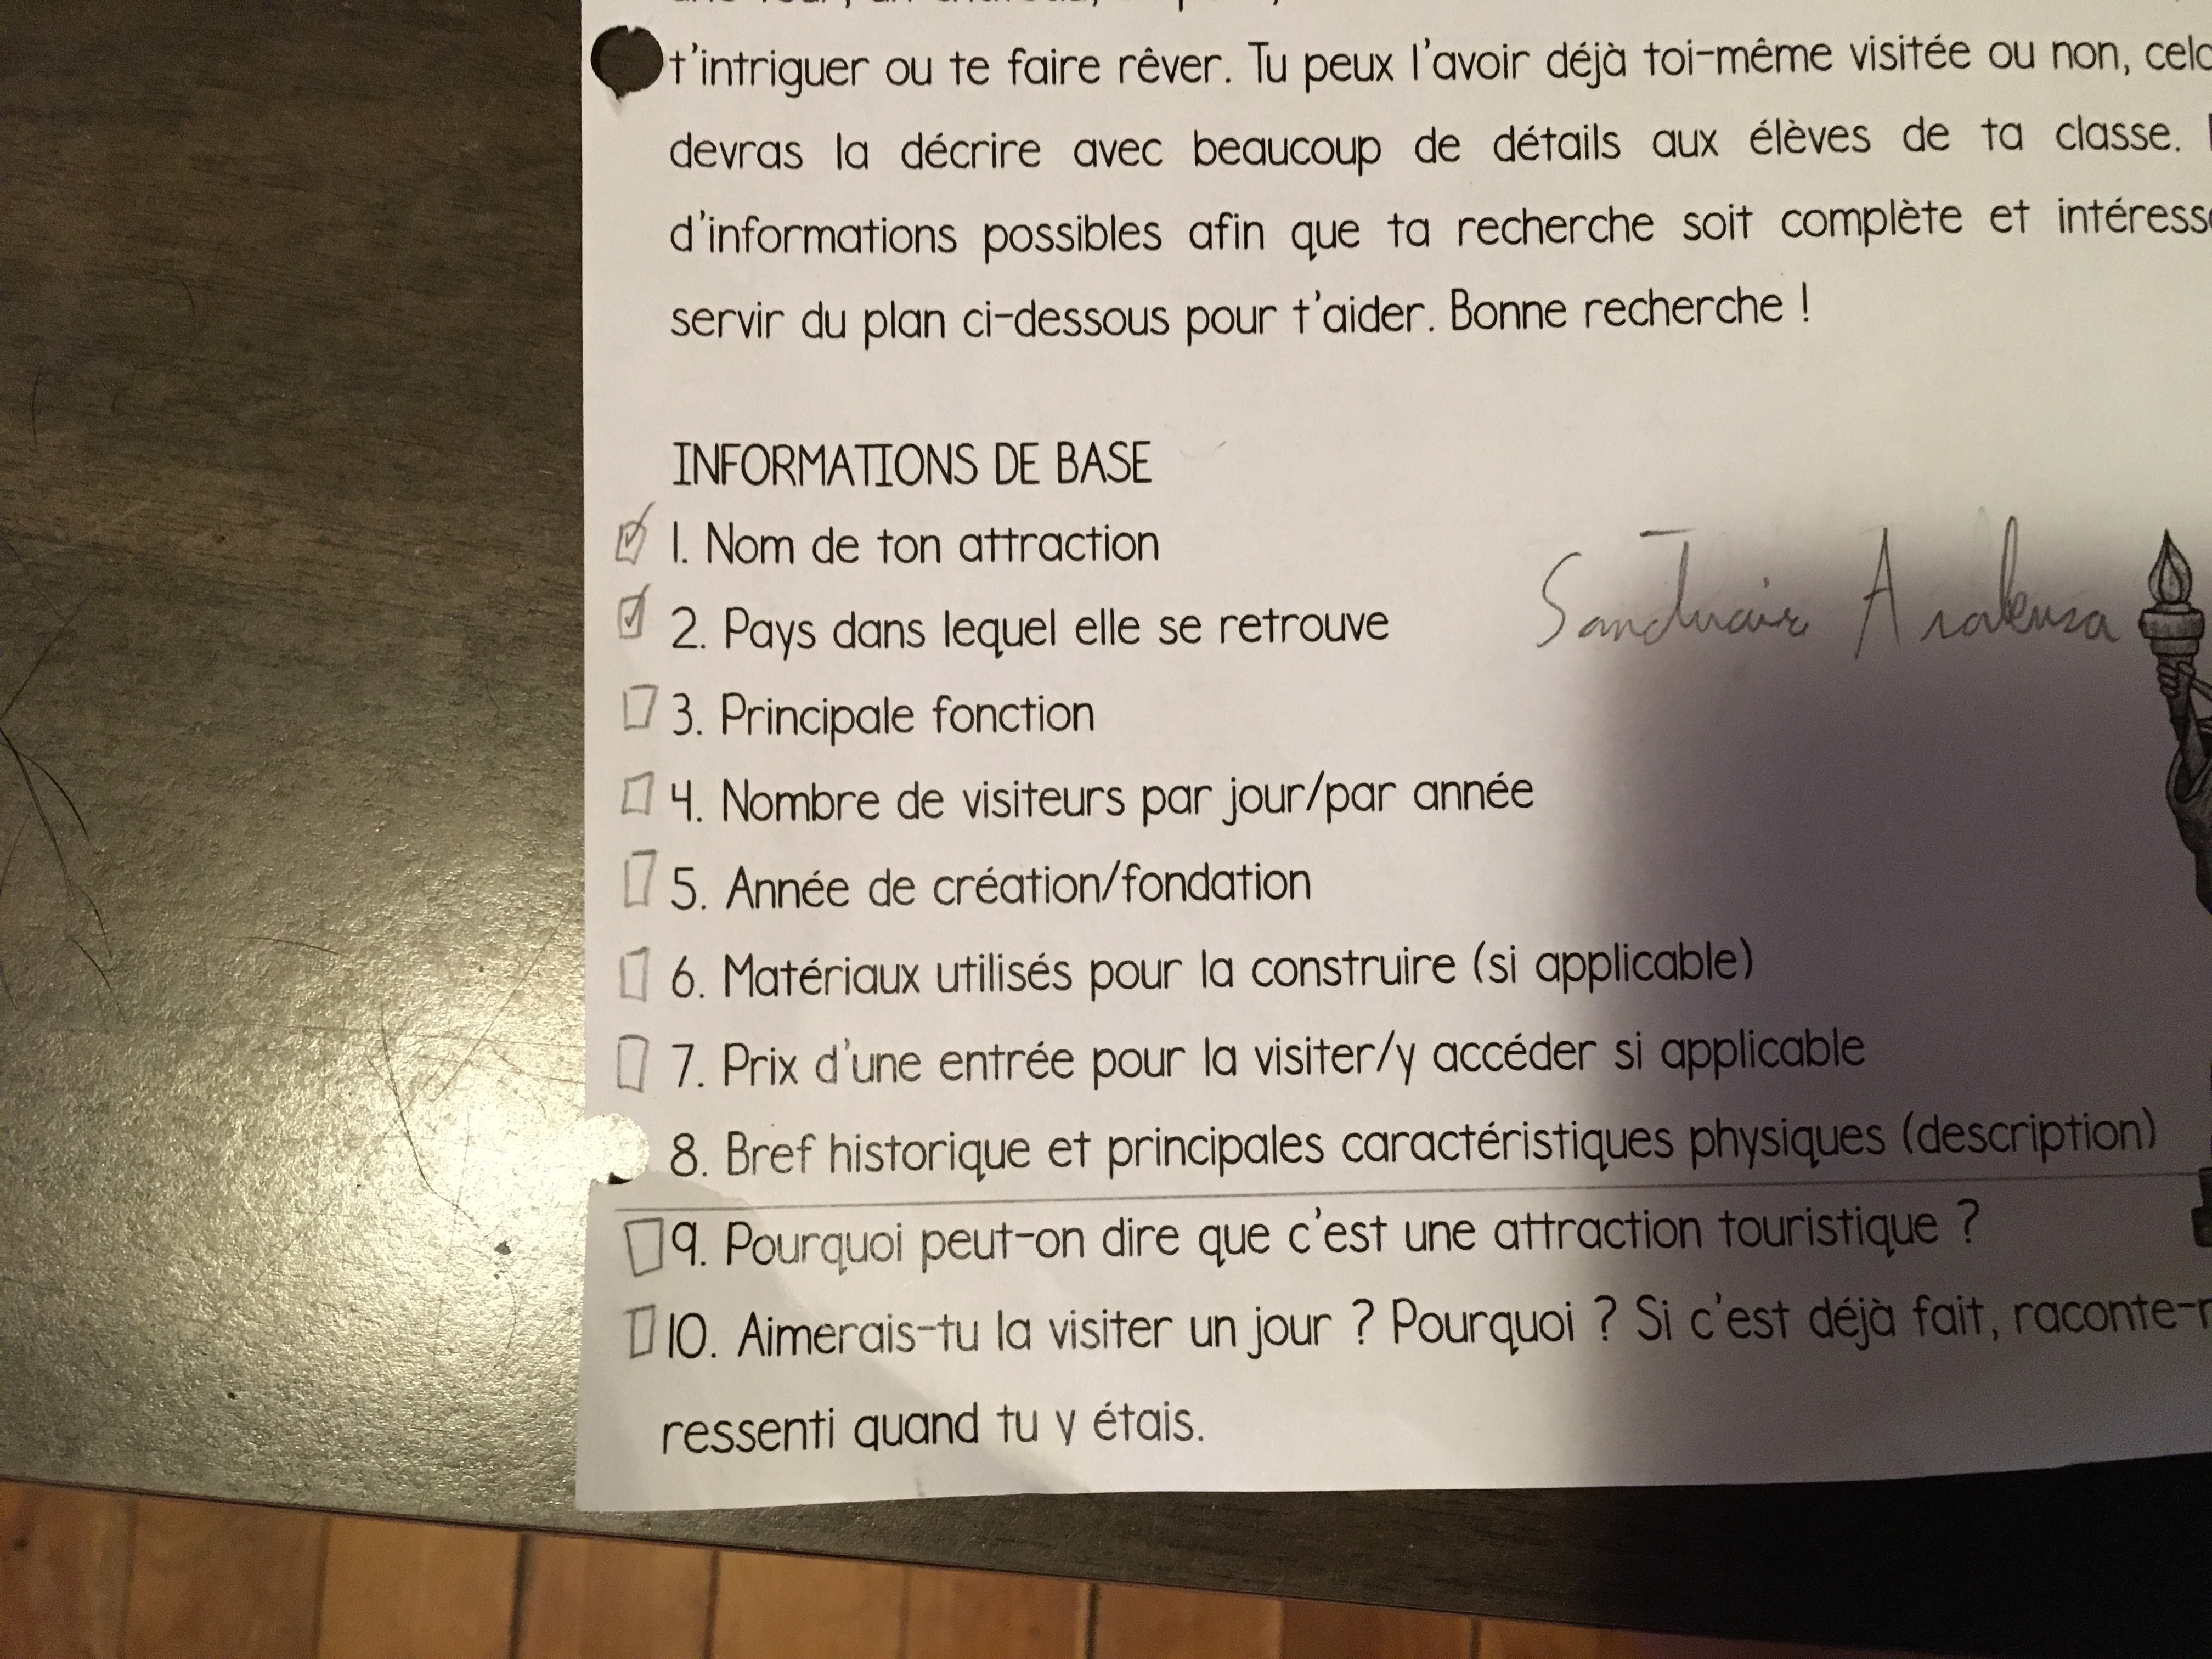 t'intriguer ou te faire rêver. Tu peux l'avoir déjà toi-même visitée ou non,
devras la décrire avec beaucoup de détails aux élèves de ta classe.
d'informations possibles afin que ta recherche soit complète et
servir du plan ci-dessous pour t'aider. Bonne recherche !
INFORMATIONS DE BASE
1. Nom de ton attraction
2. Pays dans lequel elle se retrouve
Sanctuaire
3. Principale fonction
4. Nombre de visiteurs par jour/par année
5. Année de création/fondation
6. Matériaux utilisés pour la construire (si applicable)
7. Prix d'une entrée pour la visiter/y accéder si applicable
8. Bref historique et principales caractéristiques physiques (description)
9. Pourquoi peut-on dire que c'est une attraction touristique ?
10. Aimerais-tu la visiter un jour ? Pourquoi ? Si c'est déjà fait,
ressenti quand tu y étais.